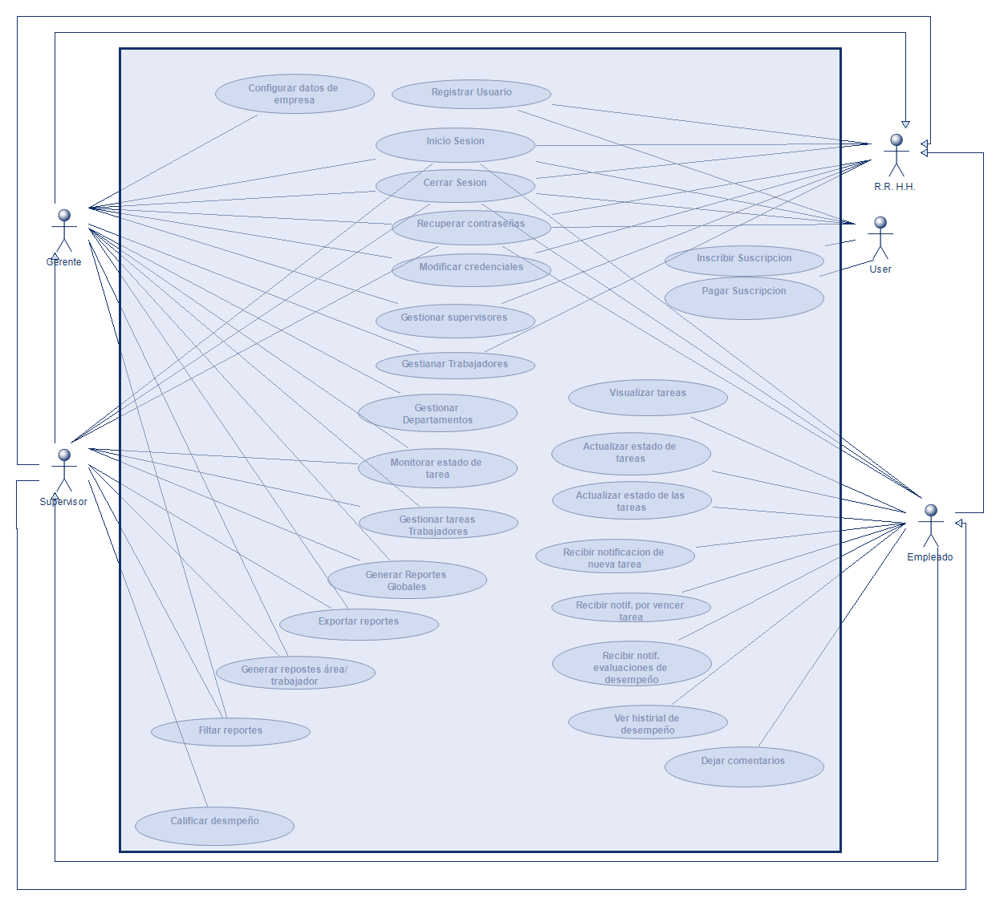 Configurar datos de
empresa
Registrar Usuario
Inicio Sesion
Cerrar Sesion
R.R. H.H.
Recuperar contraseñas
Gerente
Modificar credenciales
Inscribir Suscripcion
User
Pagar Suscripcion
Gestionar supervisores
Gestianar Trabajadores
Visualizar tareas
Gestionar
Departamentos
Actualizar estado de
tareas
Monitorar estado de
tarea
Supervisor
Actualizar estado de las
tareas
Gestionar tareas
Trabajadores
Empleado
Recibir notificacion de
nueva tarea
Generar Reportes
Globales
Recibir notif. por vencer
tarea
Exportar reportes
Recibir notif.
evaluaciones de
desempeño
Generar repostes área/
trabajador
Ver histirial de
desempeño
Filtar reportes
Dejar comentarios
Calificar desmpeño